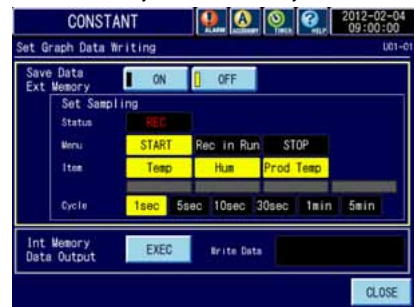 CONSTANT
ALARM
ACCESSORY
TIMER
HELP
2012-02-04
09:00:00
Set Graph Data Writing
U01-01
Save Data
Ext Memory
ON
OFF
Set Sampling
Status
REC
Menu
START
Rec in Run
STOP
Item
Temp
Hum
Prod Temp
Cycle
1sec
5sec
10sec
30sec
1min
5min
Int Memory
Data Output
EXEC
Write Data
CLOSE